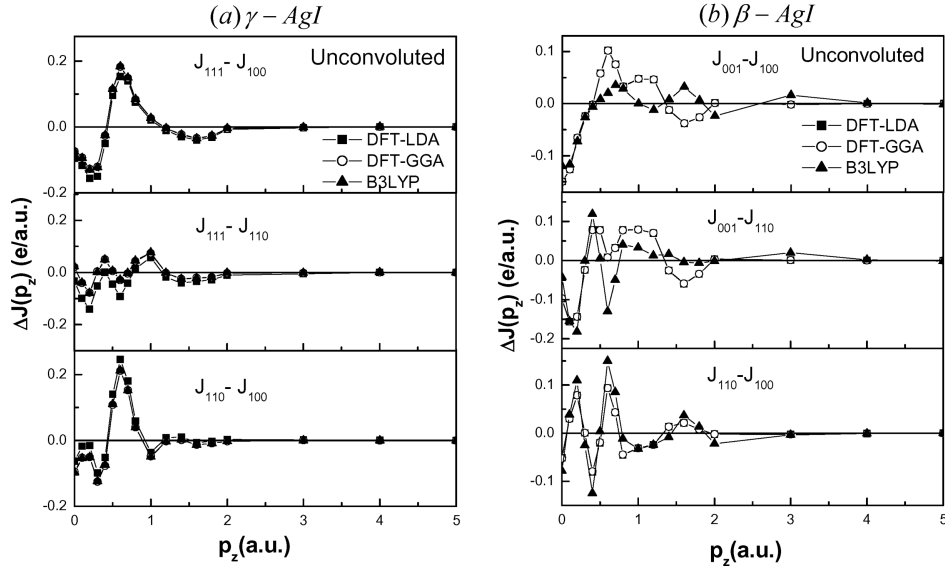 (a) γ – AgI
J₁₁₁- J₁₀₀
Unconvoluted
DFT-LDA
DFT-GGA
B3LYP
0.2
0.0
-0.2
J₁₁₁- J₁₁₀
0.2
0.0
-0.2
J₁₁₀- J₁₀₀
0.2
0.0
-0.2
0
1
2
3
4
5
ΔJ(p_z) (e/a.u.)
p_z(a.u.)
(b) β – AgI
J₀₀₁-J₁₀₀
Unconvoluted
DFT-LDA
DFT-GGA
B3LYP
0.1
0.0
-0.1
J₀₀₁-J₁₁₀
0.1
0.0
-0.1
-0.2
J₁₁₀-J₁₀₀
0.1
0.0
-0.1
0
1
2
3
4
5
ΔJ(p_z) (e/a.u.)
p_z(a.u.)